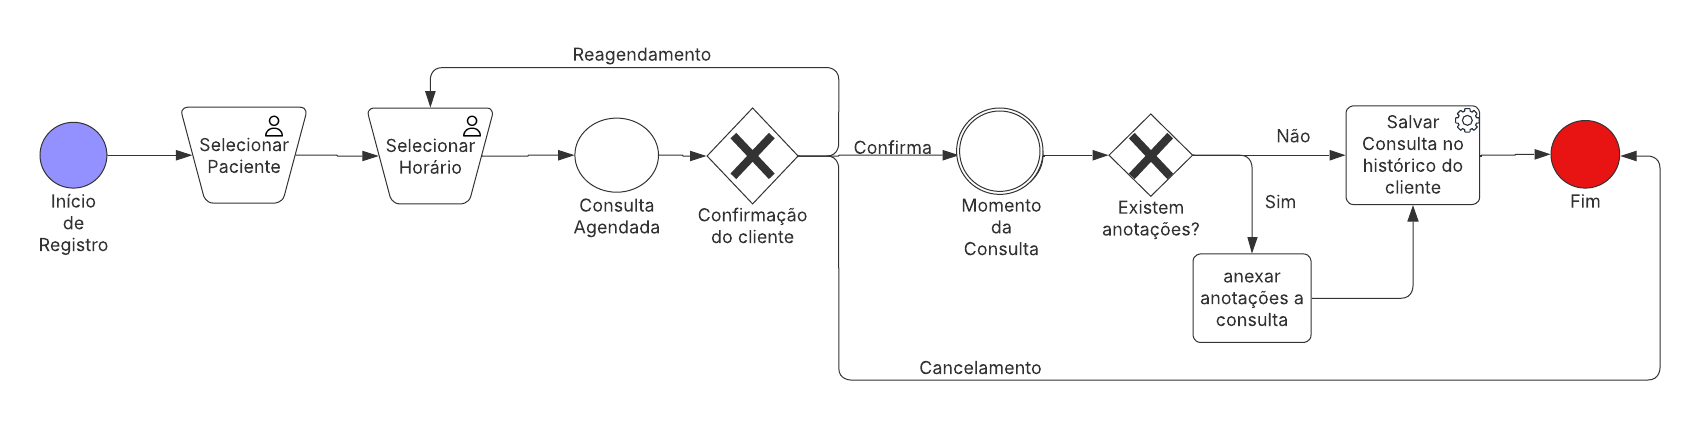 Reagendamento
Início
de
Registro
Selecionar
Paciente
Selecionar
Horário
Consulta
Agendada
Confirmação
do cliente
Confirma
Momento
da
Consulta
Existem
anotações?
Não
Sim
anexar
anotações a
consulta
Salvar
Consulta no
histórico do
cliente
Fim
Cancelamento